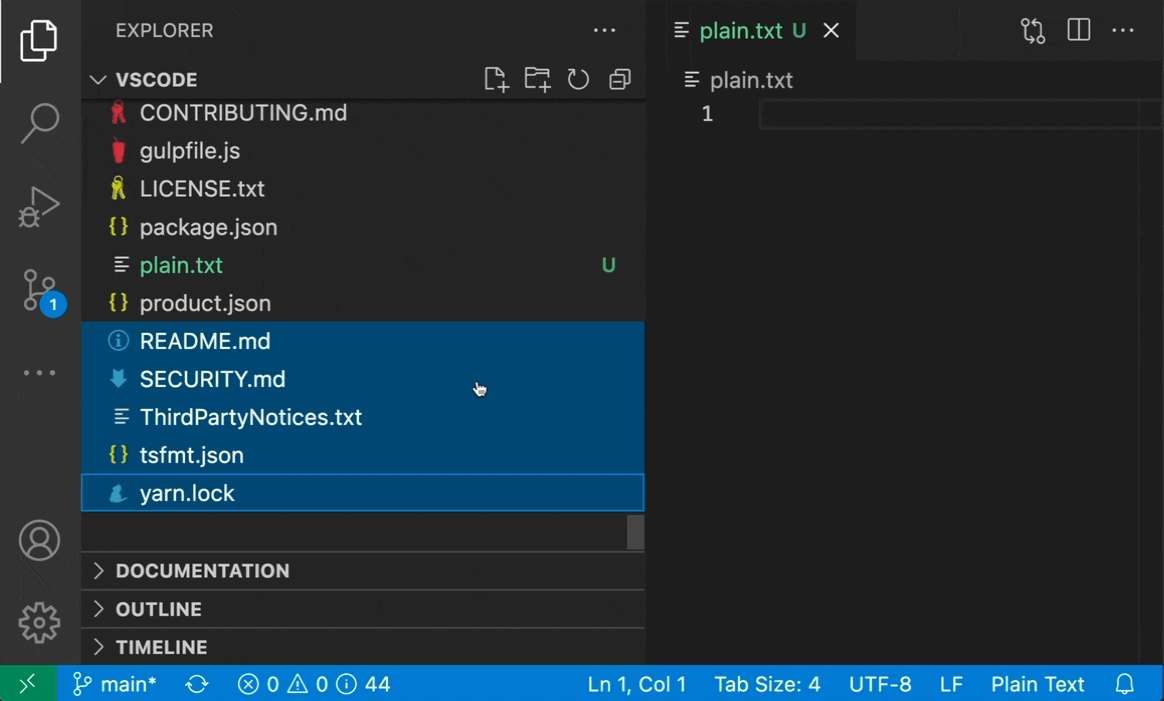 EXPLORER
VSCODE
CONTRIBUTING.md
gulpfile.js
LICENSE.txt
package.json
plain.txt U
product.json
README.md
SECURITY.md
ThirdPartyNotices.txt
tsfmt.json
yarn.lock
DOCUMENTATION
OUTLINE
TIMELINE
1
plain.txt U
plain.txt
1
main* 0 0 44 Ln 1, Col 1 Tab Size: 4 UTF-8 LF Plain Text